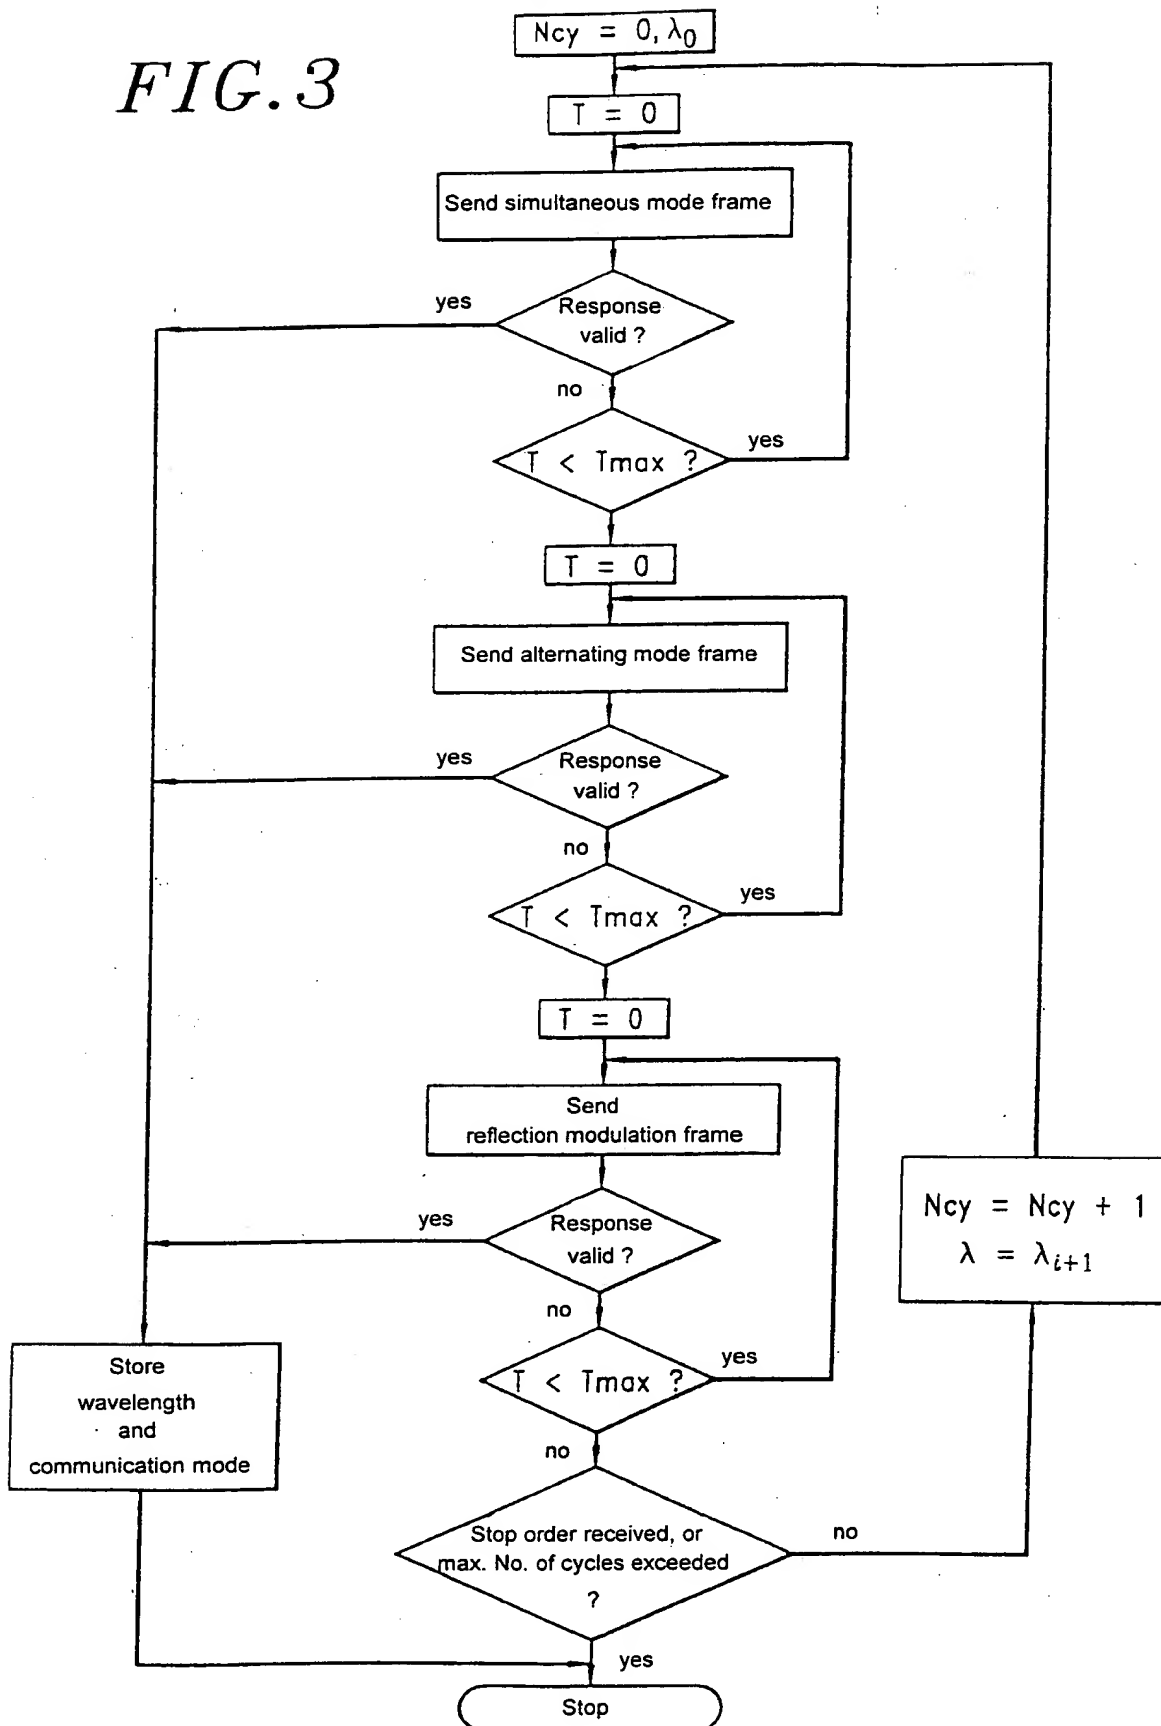 FIG.3
Ncy = 0, λ0
T = 0
Send simultaneous mode frame
yes
Response
valid ?
no
T < Tmax ?
yes
T = 0
Send alternating mode frame
yes
Response
valid ?
no
T < Tmax ?
yes
T = 0
Send
reflection modulation frame
yes
Response
valid ?
no
Ncy = Ncy + 1
λ = λi+1
T < Tmax ?
yes
no
Store
wavelength
and
communication mode
Stop order received, or
max. No. of cycles exceeded
?
no
yes
Stop